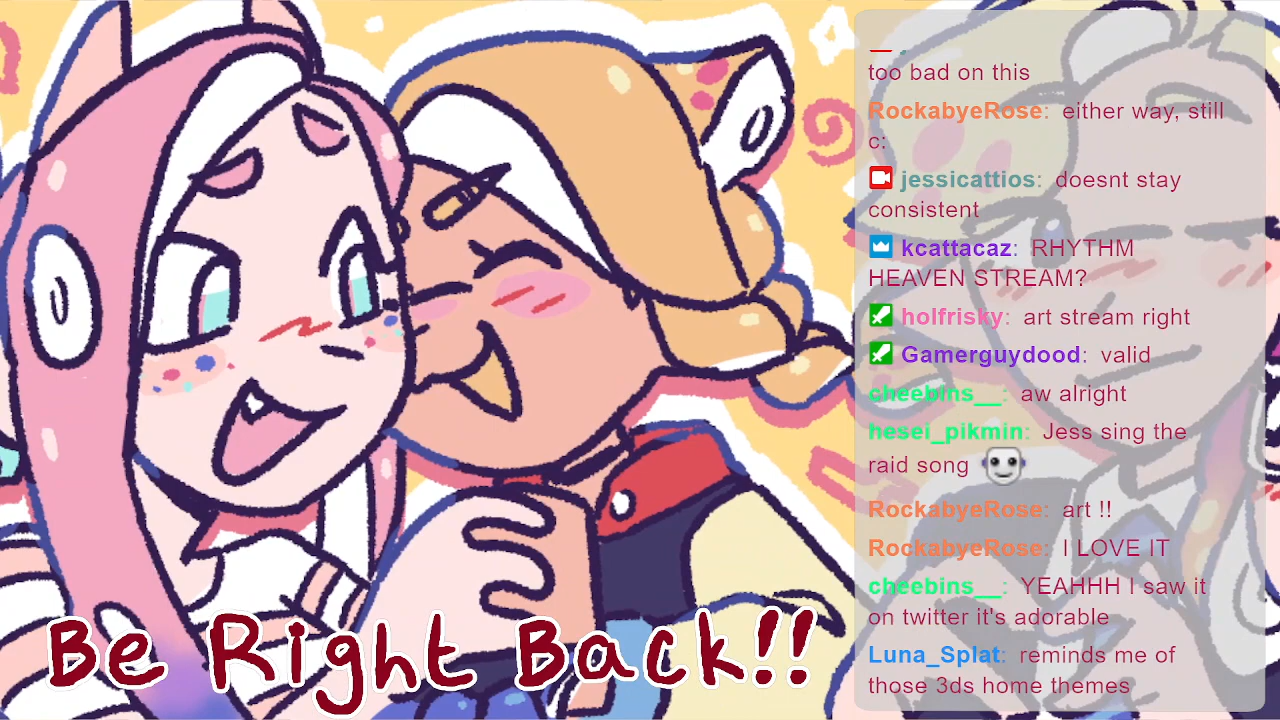 too bad on this
RockabyeRose: either way, still
c:
jessicattios: doesnt stay
consistent
kcattacaz: RHYTHM
HEAVEN STREAM?
holfrisky: art stream right
Gamerguydood: valid
cheebins__: aw alright
hesei_pikmin: Jess sing the
raid song
RockabyeRose: art !!
RockabyeRose: I LOVE IT
cheebins__: YEAHHH I saw it
on twitter it's adorable
Luna_Splat: reminds me of
those 3ds home themes
Be Right Back!!